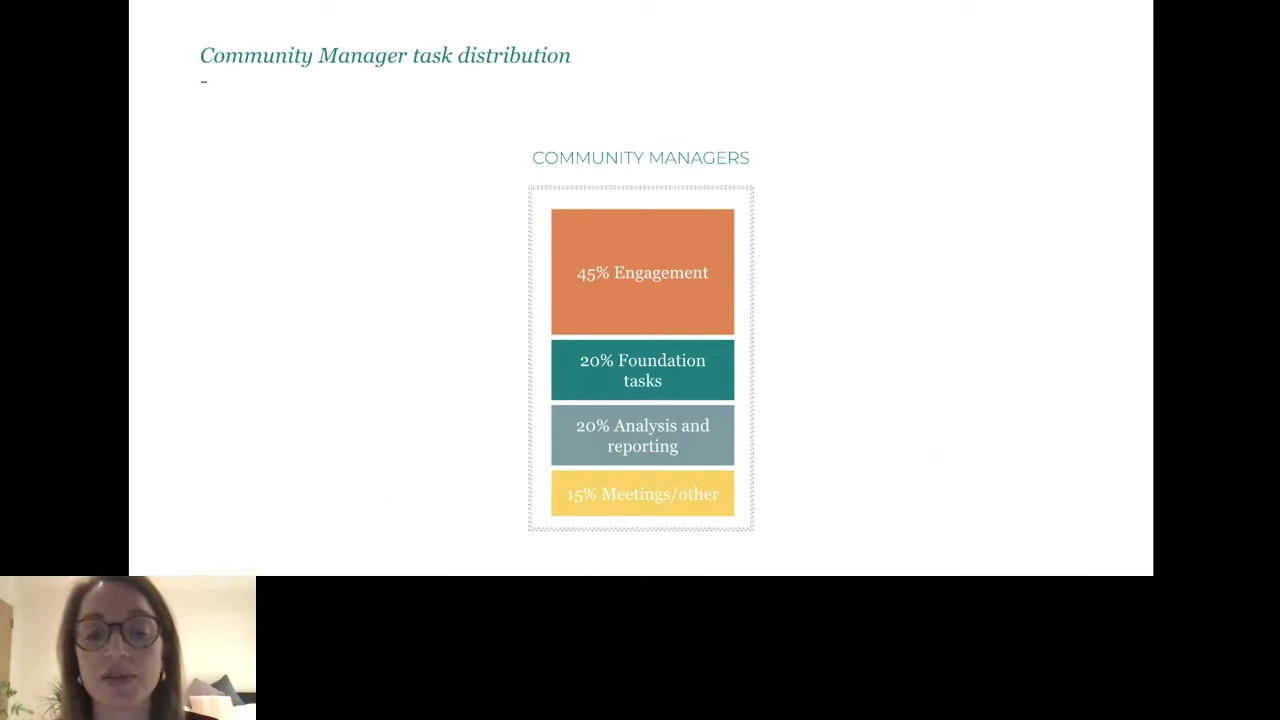 Community Manager task distribution
-
COMMUNITY MANAGERS
45% Engagement
20% Foundation
tasks
20% Analysis and
reporting
15% Meetings/other